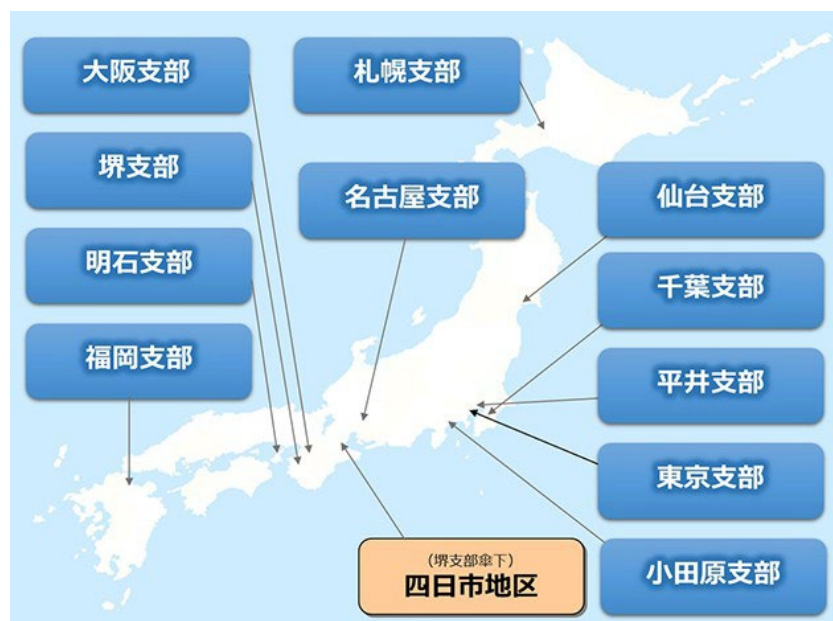 大阪支部
札幌支部
堺支部
名古屋支部
仙台支部
明石支部
千葉支部
福岡支部
平井支部
東京支部
(堺支部傘下)
四日市地区
小田原支部